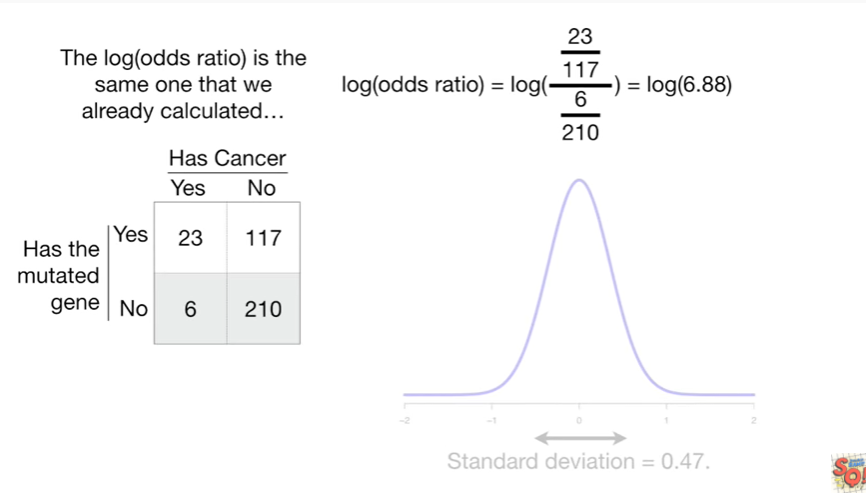 The log(odds ratio) is the
same one that we
already calculated…
log(odds ratio) = log(
23
117
6
210
) = log(6.88)
Has Cancer
Yes No
Has the
mutated
gene
Yes 23 117
No 6 210
-2 -1 0 1 2
Standard deviation = 0.47.